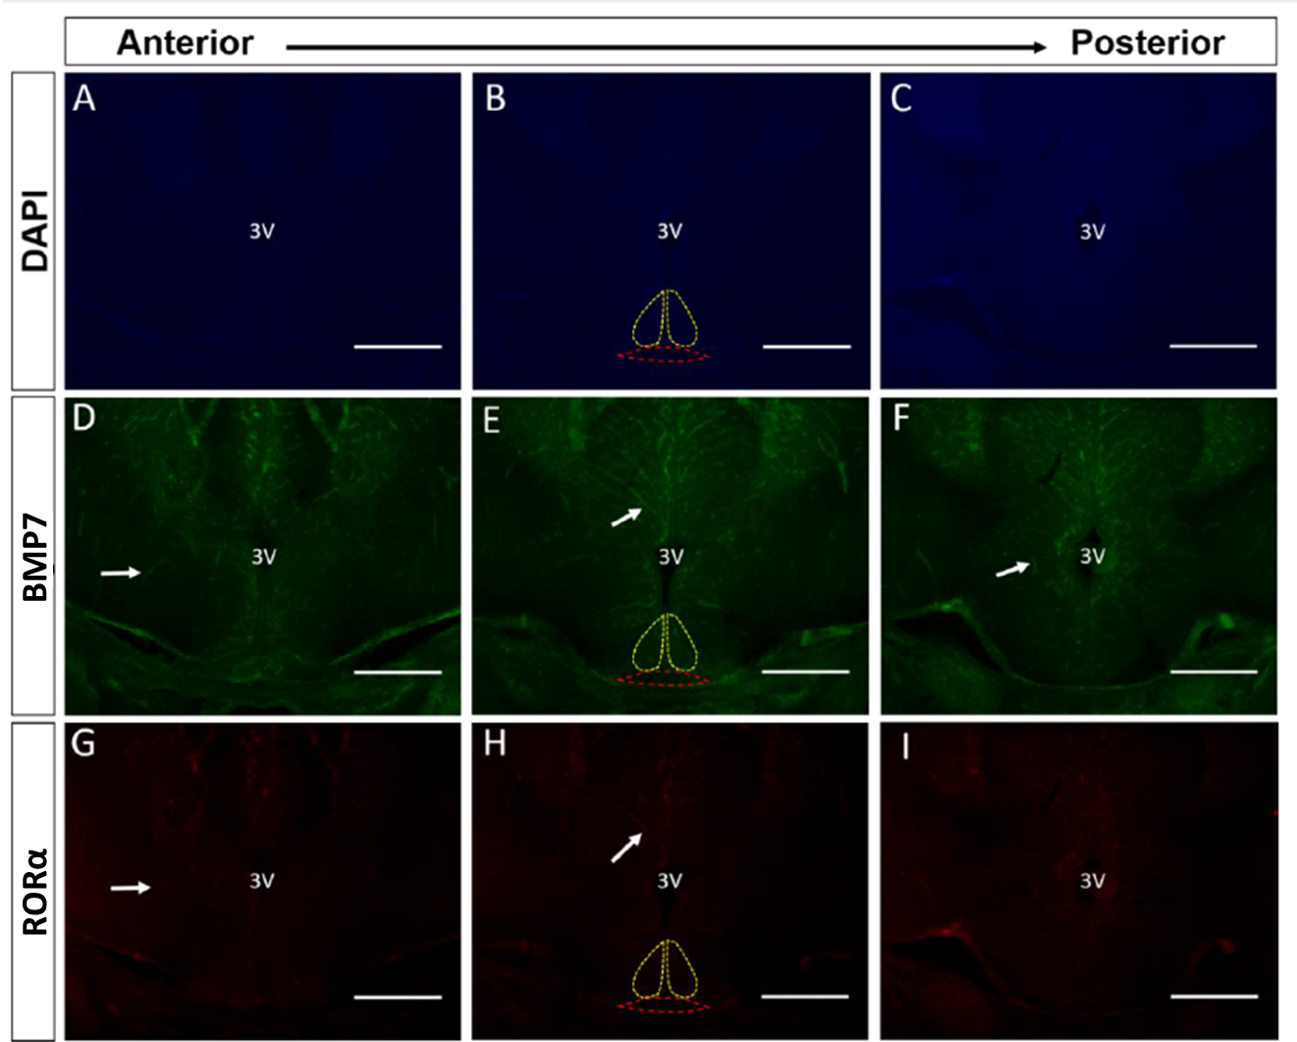 Anterior Posterior
DAPI
A B C
3V 3V 3V
BMP7
D E F
3V 3V 3V
RORα
G H I
3V 3V 3V